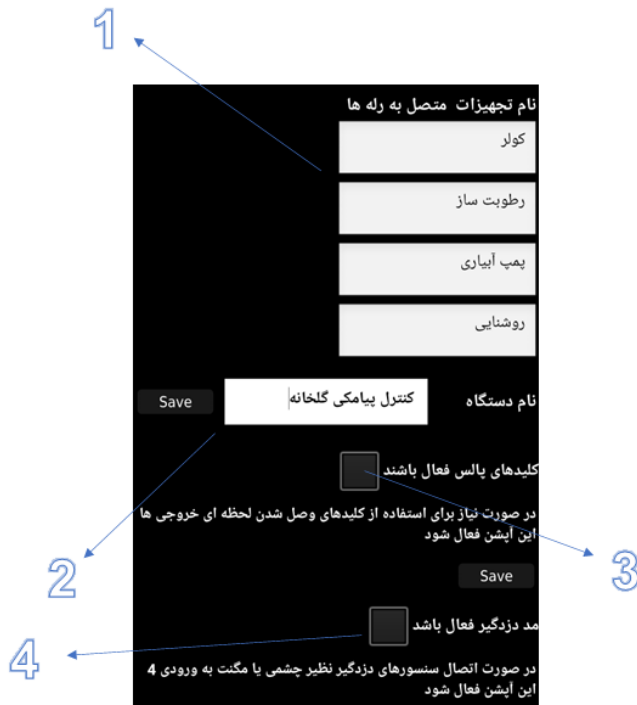 1
نام تجهیزات متصل به رله ها
کولر
رطوبت ساز
پمپ آبیاری
روشنایی
نام دستگاه
کنترل پیامکی گلخانه
Save
2
کلیدهای پالس فعال باشند
3
در صورت نیاز برای استفاده از کلیدهای وصل شدن لحظه ای خروجی ها
این آپشن فعال شود
Save
مد دزدگیر فعال باشد
4
در صورت اتصال سنسورهای دزدگیر نظیر چشمی یا مگنت به ورودی 4
این آپشن فعال شود